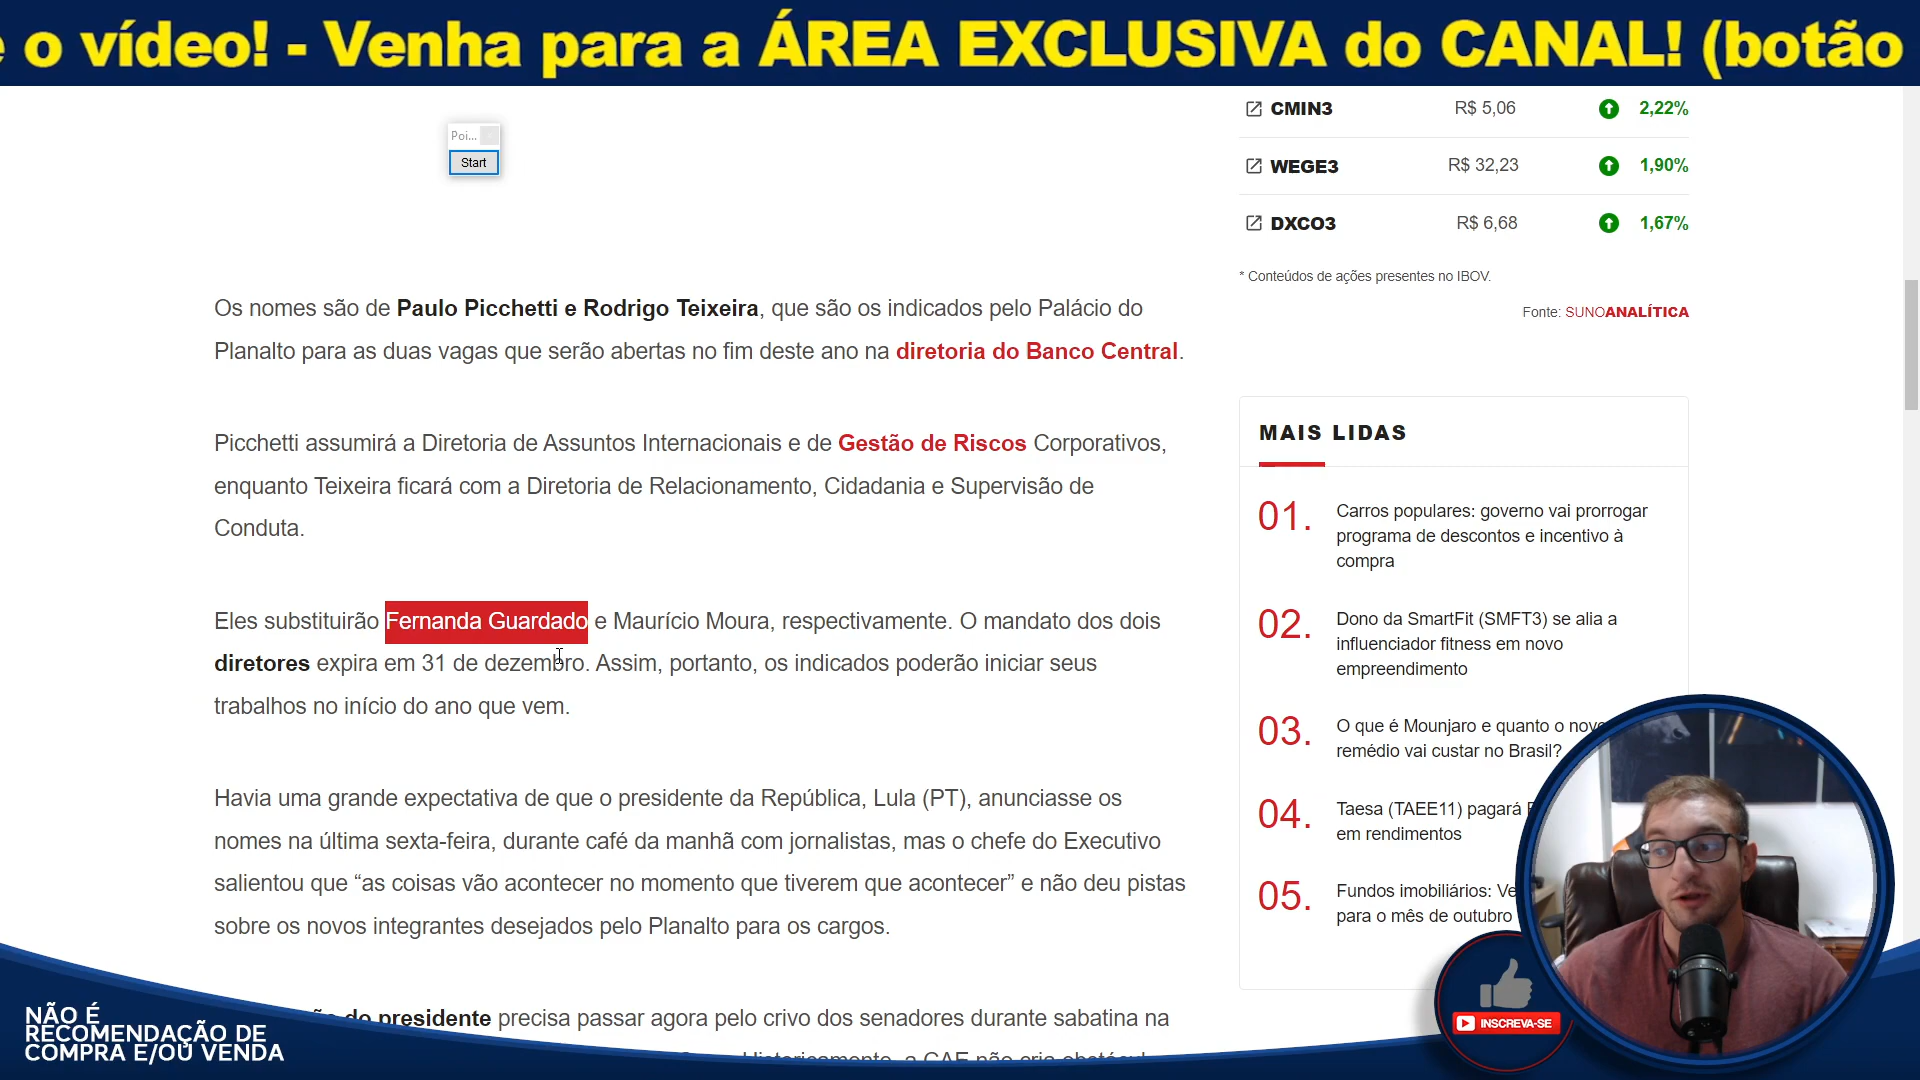 o vídeo! - Venha para a ÁREA EXCLUSIVA do CANAL! (botão
Poi...
Start
CMIN3 R$ 5,06 2,22%
WEGE3 R$ 32,23 1,90%
DXCO3 R$ 6,68 1,67%
* Conteúdos de ações presentes no IBOV.
Fonte: SUNOANALÍTICA
Os nomes são de Paulo Picchetti e Rodrigo Teixeira, que são os indicados pelo Palácio do
Planalto para as duas vagas que serão abertas no fim deste ano na diretoria do Banco Central.
Picchetti assumirá a Diretoria de Assuntos Internacionais e de Gestão de Riscos Corporativos,
enquanto Teixeira ficará com a Diretoria de Relacionamento, Cidadania e Supervisão de
Conduta.
Eles substituirão Fernanda Guardado e Maurício Moura, respectivamente. O mandato dos dois
diretores expira em 31 de dezembro. Assim, portanto, os indicados poderão iniciar seus
trabalhos no início do ano que vem.
Havia uma grande expectativa de que o presidente da República, Lula (PT), anunciasse os
nomes na última sexta-feira, durante café da manhã com jornalistas, mas o chefe do Executivo
salientou que “as coisas vão acontecer no momento que tiverem que acontecer” e não deu pistas
sobre os novos integrantes desejados pelo Planalto para os cargos.
do presidente precisa passar agora pelo crivo dos senadores durante sabatina na
Historicamente, a CAE não cria
MAIS LIDAS
01. Carros populares: governo vai prorrogar
programa de descontos e incentivo à
compra
02. Dono da SmartFit (SMFT3) se alia a
influenciador fitness em novo
empreendimento
03. O que é Mounjaro e quanto o novo
remédio vai custar no Brasil?
04. Taesa (TAEE11) pagará
em rendimentos
05. Fundos imobiliários:
para o mês de outubro
INSCREVA-SE
NÃO É
RECOMENDAÇÃO DE
COMPRA E/OU VENDA